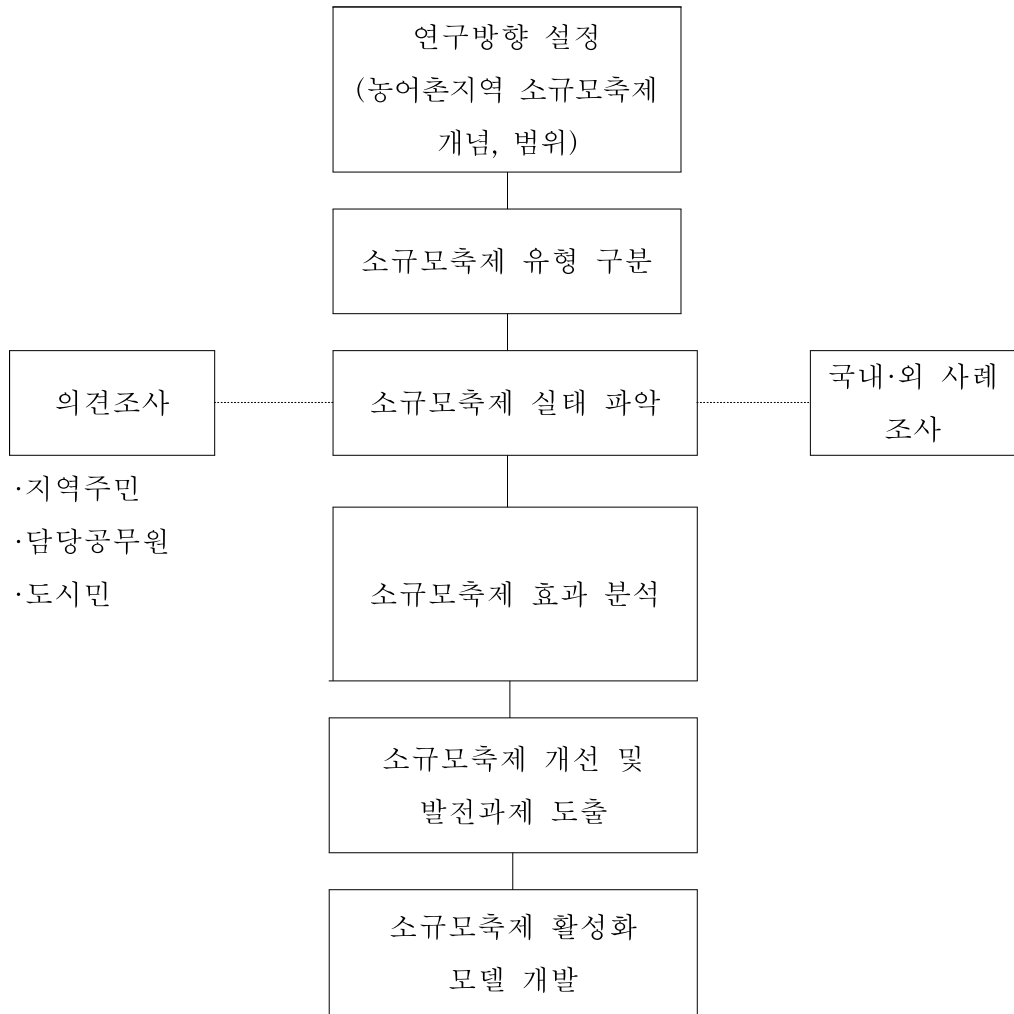 연구방향 설정
(농어촌지역 소규모축제
개념, 범위)
소규모축제 유형 구분
의견조사
소규모축제 실태 파악
국내·외 사례
조사
·지역주민
·담당공무원
·도시민
소규모축제 효과 분석
소규모축제 개선 및
발전과제 도출
소규모축제 활성화
모델 개발